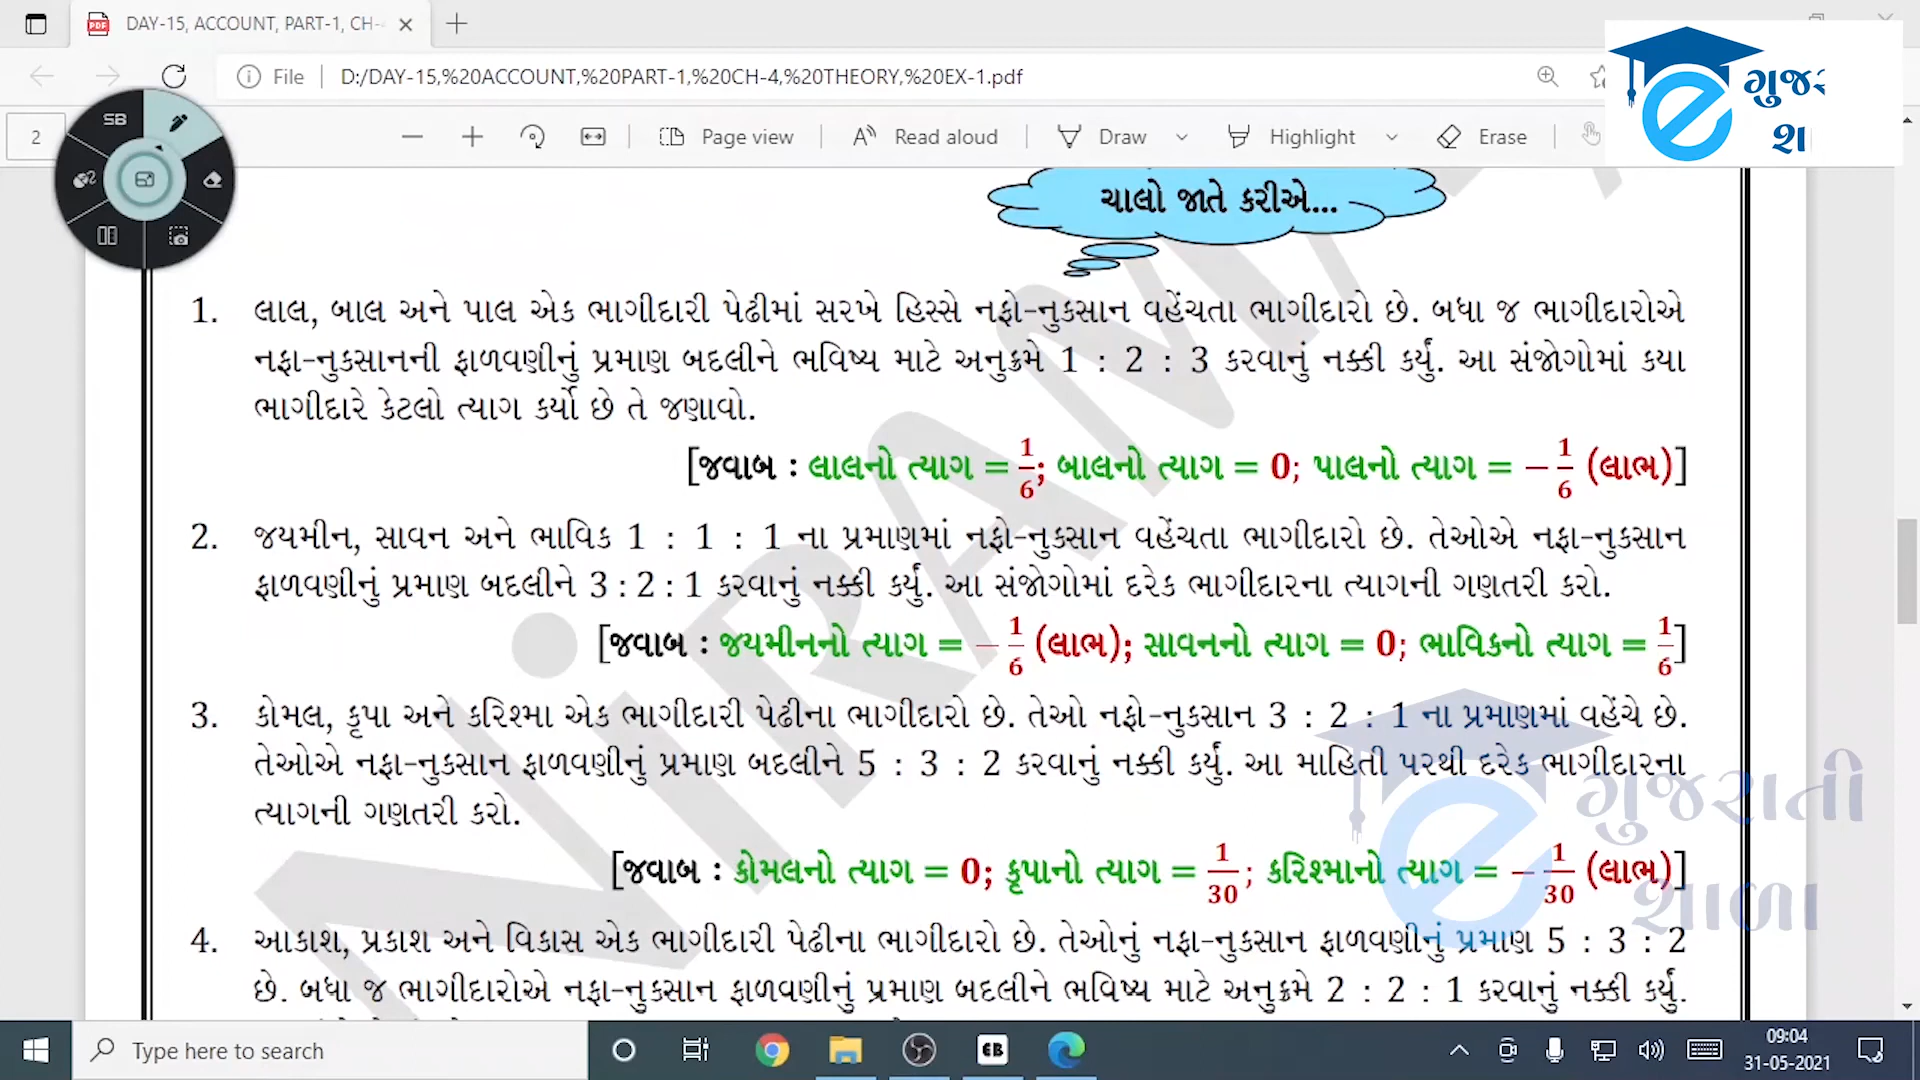 DAY-15, ACCOUNT, PART-1, CH-
File
D:/DAY-15,%20ACCOUNT,%20PART-1,%20CH-4,%20THEORY,%20EX-1.pdf
2
Page view
Read aloud
Draw
Highlight
Erase
SB
ચાલો જાતે કરીએ...
1. લાલ, બાલ અને પાલ એક ભાગીદારી પેઢીમાં સરખે હિસ્સે નફો-નુકસાન વહેંચતા ભાગીદારો છે. બધા જ ભાગીદારોએ
નફા-નુકસાનની ફાળવણીનું પ્રમાણ બદલીને ભવિષ્ય માટે અનુક્રમે 1 : 2 : 3 કરવાનું નક્કી કર્યું. આ સંજોગોમાં કયા
ભાગીદારે કેટલો ત્યાગ કર્યો છે તે જણાવો.
[જવાબ : લાલનો ત્યાગ = 1/6; બાલનો ત્યાગ = 0; પાલનો ત્યાગ = – 1/6 (લાભ)]
2. જયમીન, સાવન અને ભાવિક 1 : 1 : 1 ના પ્રમાણમાં નફો-નુકસાન વહેંચતા ભાગીદારો છે. તેઓએ નફા-નુકસાન
ફાળવણીનું પ્રમાણ બદલીને 3 : 2 : 1 કરવાનું નક્કી કર્યું. આ સંજોગોમાં દરેક ભાગીદારના ત્યાગની ગણતરી કરો.
[જવાબ : જયમીનનો ત્યાગ = – 1/6 (લાભ); સાવનનો ત્યાગ = 0; ભાવિકનો ત્યાગ = 1/6]
3. કોમલ, કૃપા અને કરિશ્મા એક ભાગીદારી પેઢીના ભાગીદારો છે. તેઓ નફો-નુકસાન 3 : 2 : 1 ના પ્રમાણમાં વહેંચે છે.
તેઓએ નફા-નુકસાન ફાળવણીનું પ્રમાણ બદલીને 5 : 3 : 2 કરવાનું નક્કી કર્યું. આ માહિતી પરથી દરેક ભાગીદારના
ત્યાગની ગણતરી કરો.
[જવાબ : કોમલનો ત્યાગ = 0; કૃપાનો ત્યાગ = 1/30; કરિશ્માનો ત્યાગ = – 1/30 (લાભ)]
4. આકાશ, પ્રકાશ અને વિકાસ એક ભાગીદારી પેઢીના ભાગીદારો છે. તેઓનું નફા-નુકસાન ફાળવણીનું પ્રમાણ 5 : 3 : 2
છે. બધા જ ભાગીદારોએ નફા-નુકસાન ફાળવણીનું પ્રમાણ બદલીને ભવિષ્ય માટે અનુક્રમે 2 : 2 : 1 કરવાનું નક્કી કર્યું.
ગુજરાતી
શાળા
Type here to search
09:04
31-05-2021